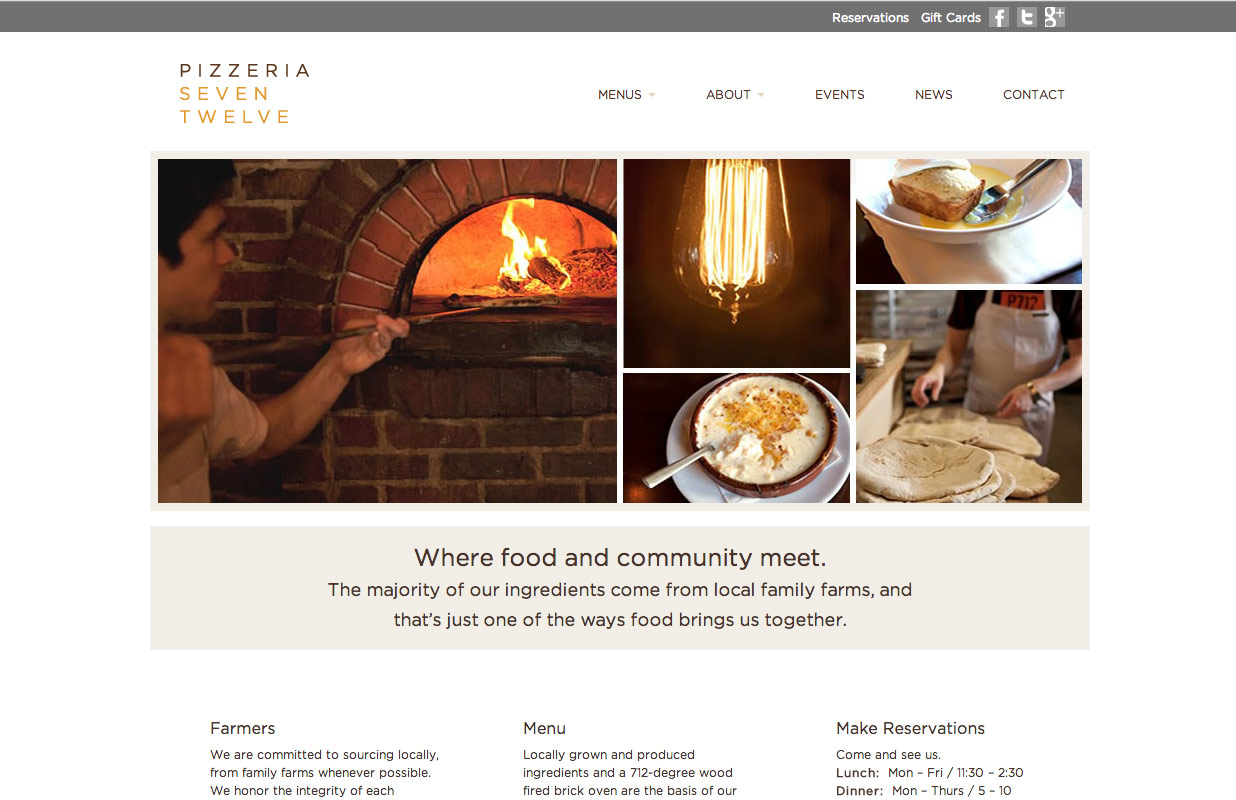 Reservations Gift Cards
PIZZERIA
SEVEN
TWELVE
MENUS ABOUT EVENTS NEWS CONTACT
P712
Where food and community meet.
The majority of our ingredients come from local family farms, and
that’s just one of the ways food brings us together.
Farmers
We are committed to sourcing locally,
from family farms whenever possible.
We honor the integrity of each
Menu
Locally grown and produced
ingredients and a 712-degree wood
fired brick oven are the basis of our
Make Reservations
Come and see us.
Lunch: Mon – Fri / 11:30 – 2:30
Dinner: Mon – Thurs / 5 – 10